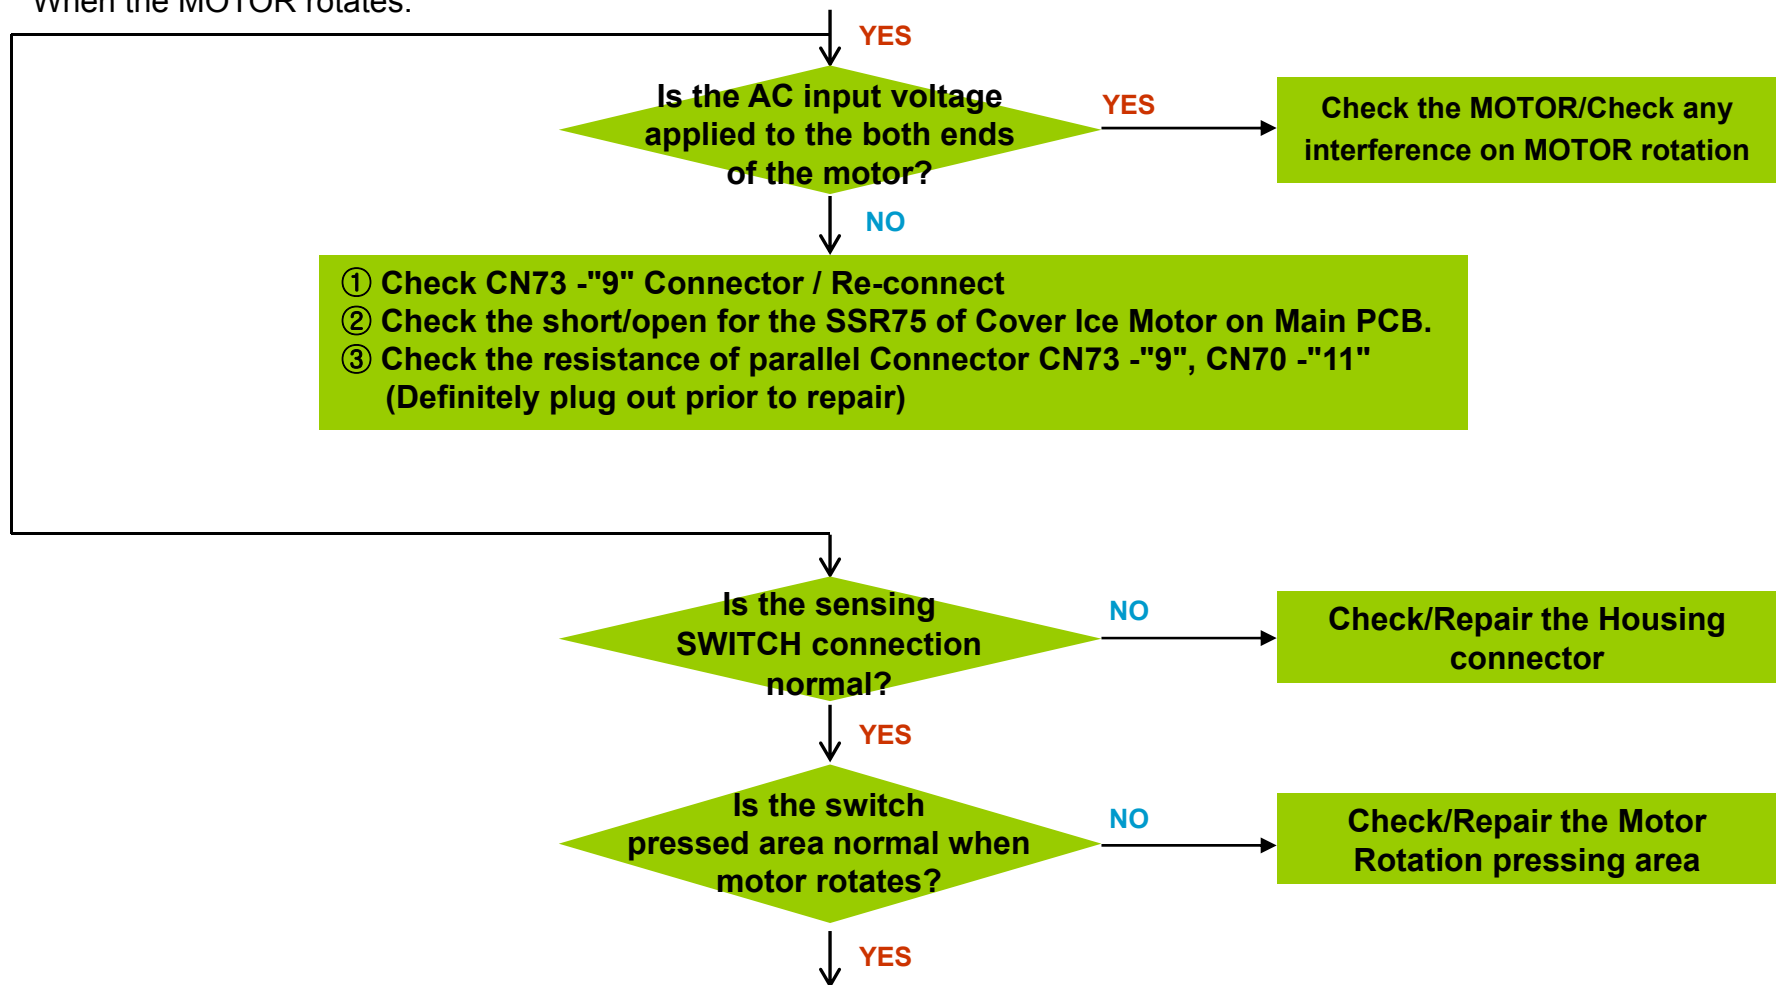 When the MOTOR rotates.
YES
Is the AC input voltage
applied to the both ends
of the motor?
YES
Check the MOTOR/Check any
interference on MOTOR rotation
NO
① Check CN73 -"9" Connector / Re-connect
② Check the short/open for the SSR75 of Cover Ice Motor on Main PCB.
③ Check the resistance of parallel Connector CN73 -"9", CN70 -"11"
(Definitely plug out prior to repair)
Is the sensing
SWITCH connection
normal?
NO
Check/Repair the Housing
connector
YES
Is the switch
pressed area normal when
motor rotates?
NO
Check/Repair the Motor
Rotation pressing area
YES